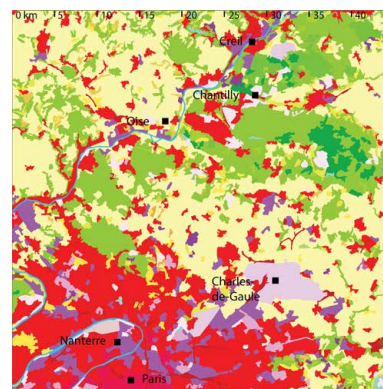 0 km 5 10 15 20 25 30 35 40
Creil
Chantilly
Oise
Charles
-de-Gaule
Nanterre
Paris